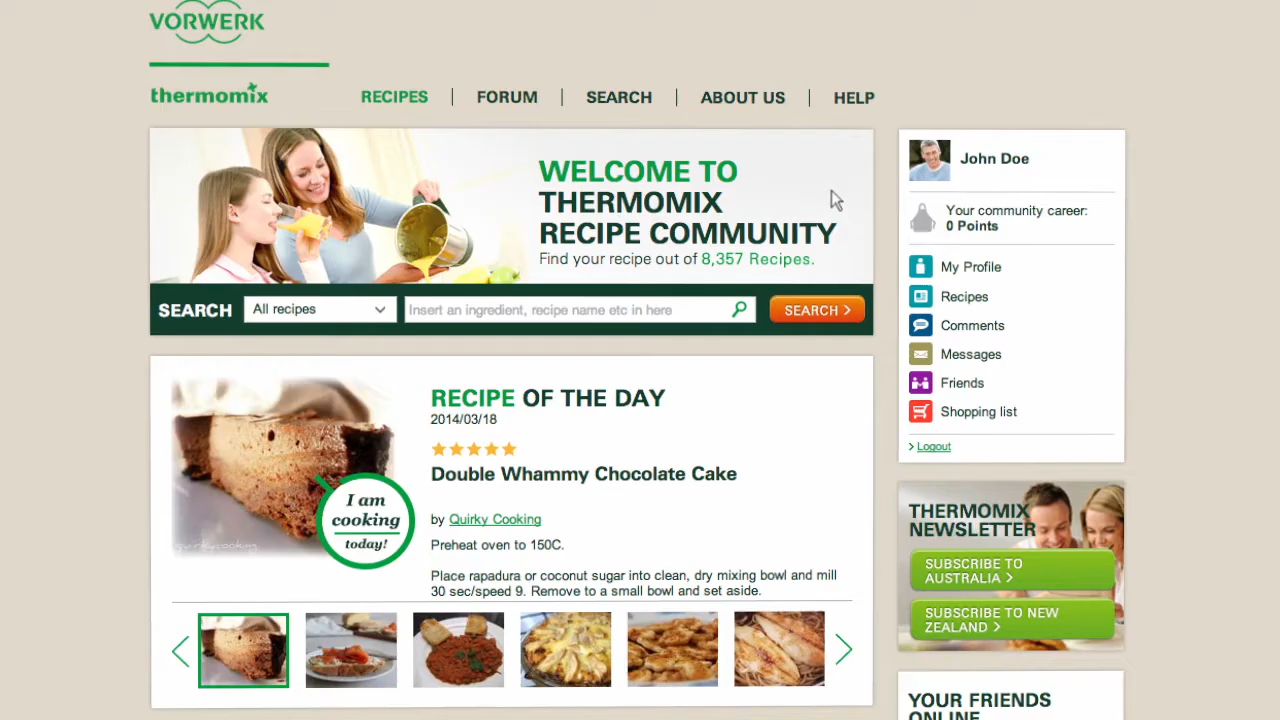 VORWERK
thermomix
RECIPES
FORUM
SEARCH
ABOUT US
HELP
WELCOME TO
THERMOMIX
RECIPE COMMUNITY
Find your recipe out of 8,357 Recipes.
SEARCH
All recipes
Insert an ingredient, recipe name etc in here
SEARCH
RECIPE OF THE DAY
2014/03/18
Double Whammy Chocolate Cake
by Quirky Cooking
Preheat oven to 150C.
Place rapadura or coconut sugar into clean, dry mixing bowl and mill
30 sec/speed 9. Remove to a small bowl and set aside.
I am
cooking
today!
quirkycooking
John Doe
Your community career:
0 Points
My Profile
Recipes
Comments
Messages
Friends
Shopping list
Logout
THERMOMIX
NEWSLETTER
SUBSCRIBE TO
AUSTRALIA
SUBSCRIBE TO NEW
ZEALAND
YOUR FRIENDS
ONLINE